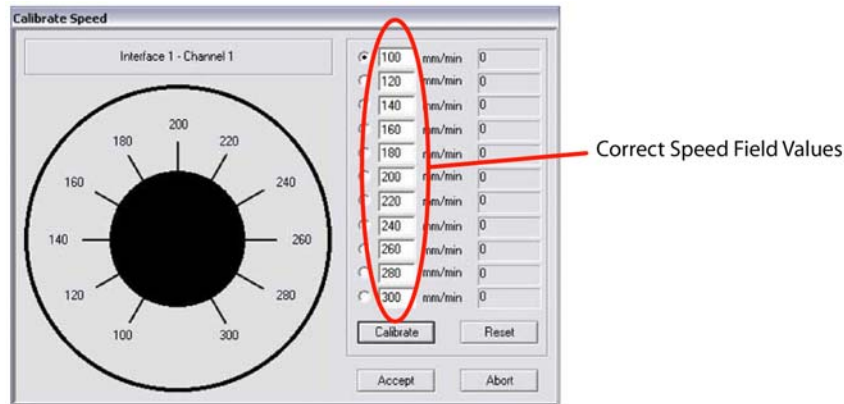 Calibrate Speed
Interface 1 - Channel 1
200
180
220
160
240
140
260
120
280
100
300
100 mm/min 0
120 mm/min 0
140 mm/min 0
160 mm/min 0
180 mm/min 0
200 mm/min 0
220 mm/min 0
240 mm/min 0
260 mm/min 0
280 mm/min 0
300 mm/min 0
Calibrate Reset
Accept Abort
Correct Speed Field Values